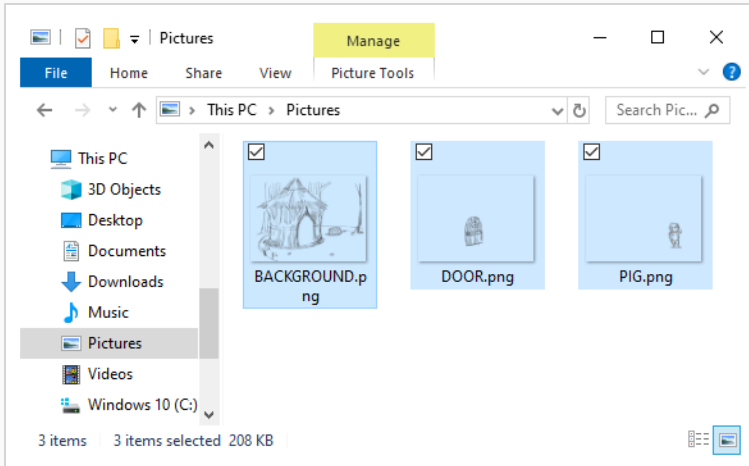 Pictures
Manage
File Home Share View Picture Tools
This PC > Pictures
Search Pic...
This PC
3D Objects
Desktop
Documents
Downloads
Music
Pictures
Videos
Windows 10 (C:)
BACKGROUND.p
ng
DOOR.png
PIG.png
3 items 3 items selected 208 KB